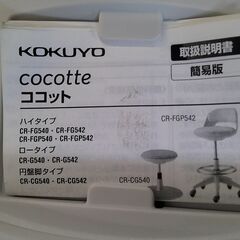 KOKUYO
取扱説明書
簡易版
cocotte
ココット
ハイタイプ
CR-FG540・CR-FG542
CR-FGP540・CR-FGP542
ロータイプ
CR-G540・CR-G542
円盤脚タイプ
CR-CG540・CR-CG542
CR-FGP542
CR-CG540